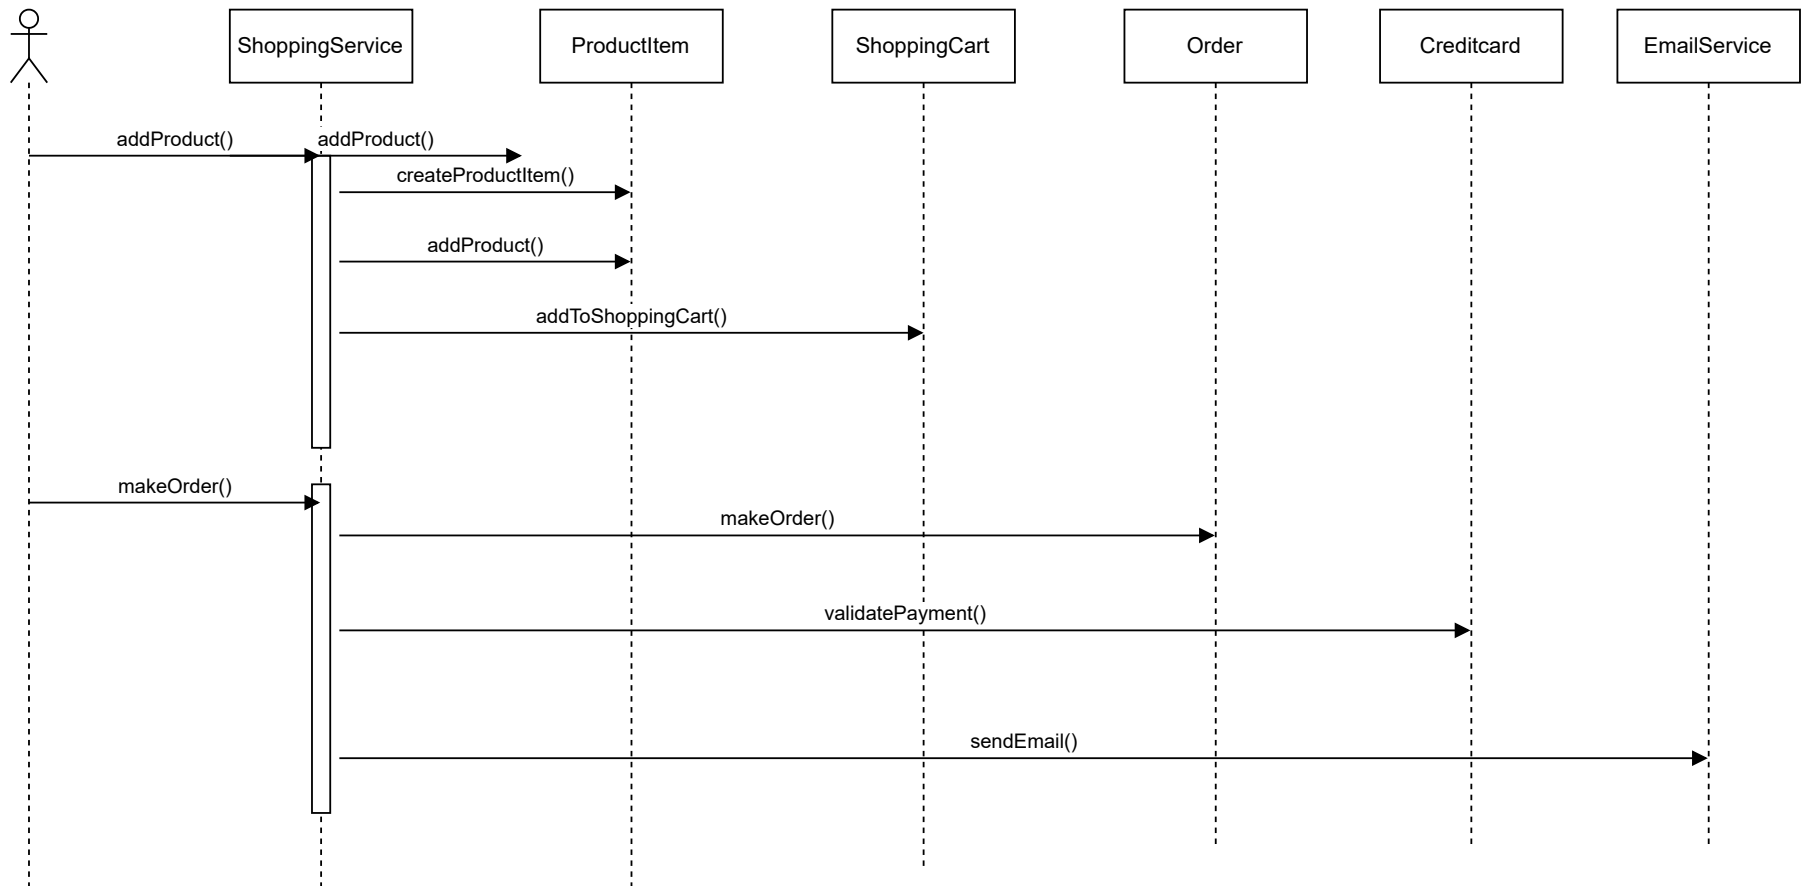 ShoppingService
ProductItem
ShoppingCart
Order
Creditcard
EmailService
addProduct()
addProduct()
createProductItem()
addProduct()
addToShoppingCart()
makeOrder()
makeOrder()
validatePayment()
sendEmail()